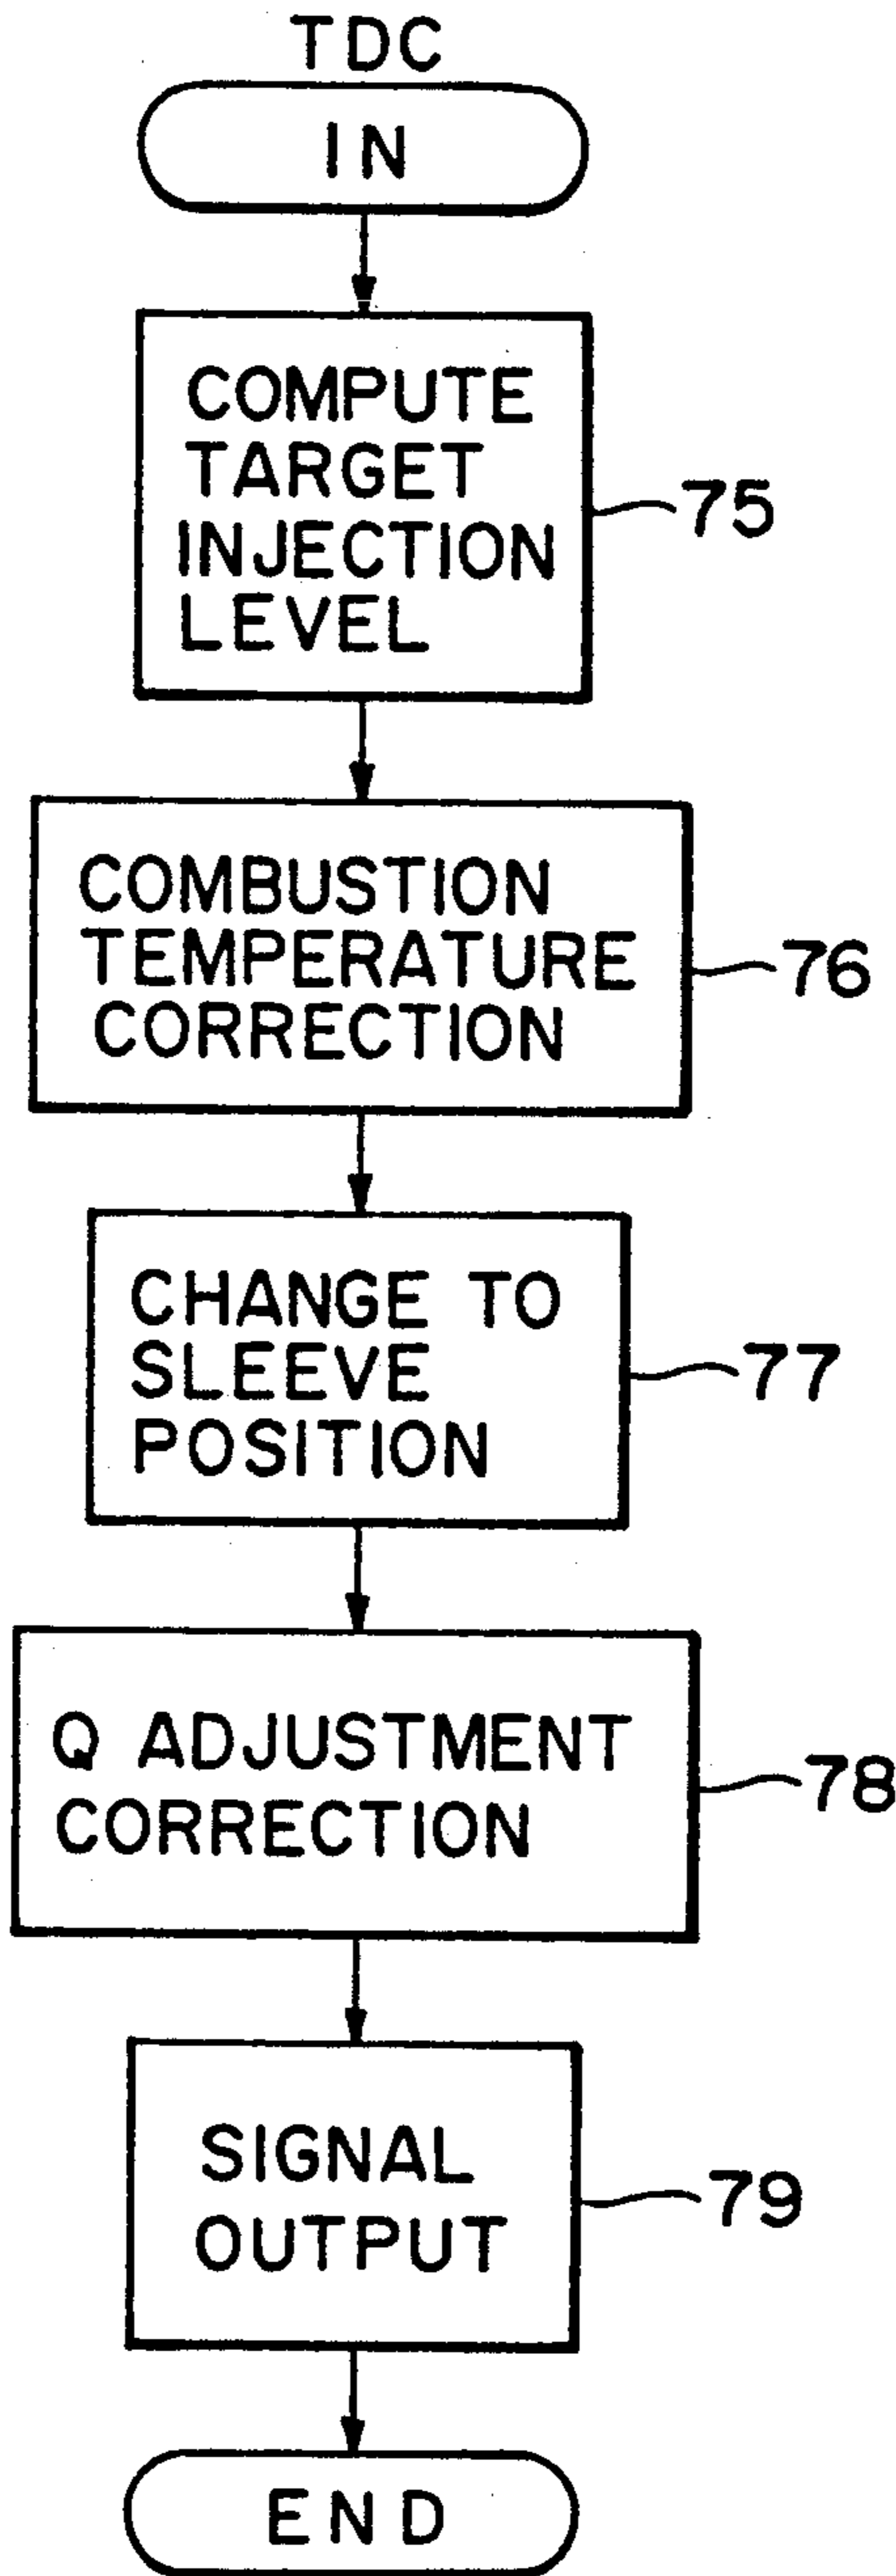 TDC
IN
COMPUTE
TARGET
INJECTION
LEVEL
75
COMBUSTION
TEMPERATURE
CORRECTION
76
CHANGE TO
SLEEVE
POSITION
77
Q ADJUSTMENT
CORRECTION
78
SIGNAL
OUTPUT
79
END